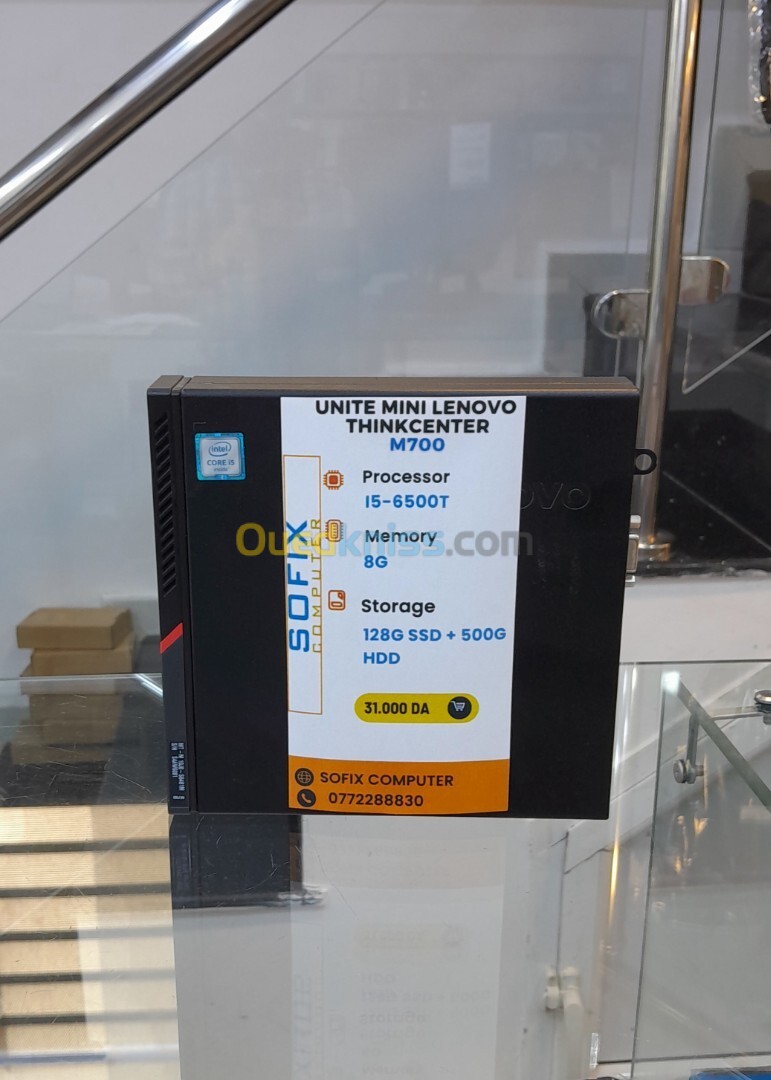 UNITE MINI LENOVO
THINKCENTER
M700
intel
CORE i5
Processor
I5-6500T
Memory
8G
Storage
128G SSD + 500G
HDD
31.000 DA
SOFIX
COMPUTER
SOFIX COMPUTER
0772288830
OVO
Ouedkniss.com